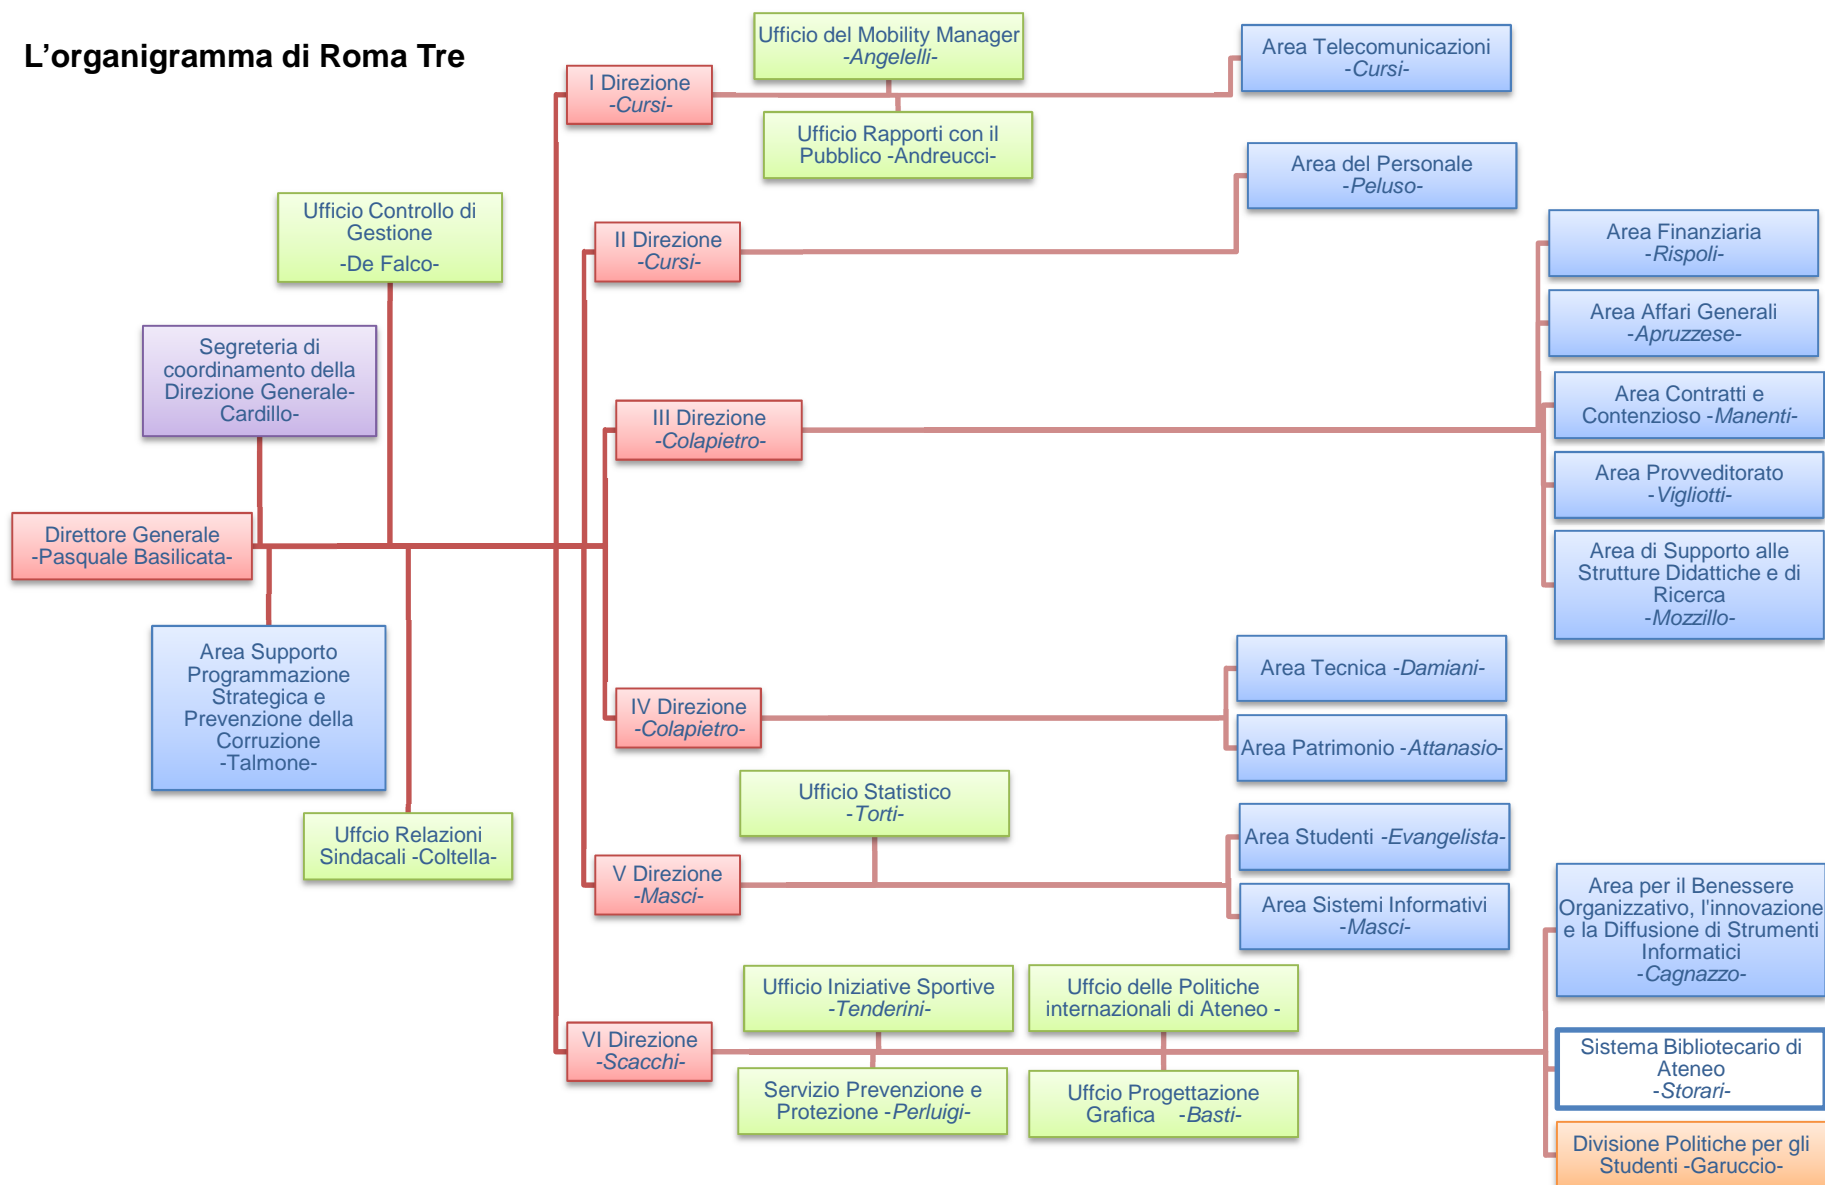 L’organigramma di Roma Tre
Ufficio del Mobility Manager
-Angelelli-
Area Telecomunicazioni
-Cursi-
I Direzione
-Cursi-
Ufficio Rapporti con il
Pubblico -Andreucci-
Area del Personale
-Peluso-
Ufficio Controllo di
Gestione
-De Falco-
II Direzione
-Cursi-
Area Finanziaria
-Rispoli-
Area Affari Generali
-Apruzzese-
Segreteria di
coordinamento della
Direzione Generale-
Cardillo-
III Direzione
-Colapietro-
Area Contratti e
Contenzioso -Manenti-
Area Provveditorato
-Vigliotti-
Direttore Generale
-Pasquale Basilicata-
Area di Supporto alle
Strutture Didattiche e di
Ricerca
-Mozzillo-
Area Supporto
Programmazione
Strategica e
Prevenzione della
Corruzione
-Talmone-
Area Tecnica -Damiani-
IV Direzione
-Colapietro-
Area Patrimonio -Attanasio-
Ufficio Statistico
-Torti-
Uffcio Relazioni
Sindacali -Coltella-
Area Studenti -Evangelista-
V Direzione
-Masci-
Area Sistemi Informativi
-Masci-
Area per il Benessere
Organizzativo, l'innovazione
e la Diffusione di Strumenti
Informatici
-Cagnazzo-
Ufficio Iniziative Sportive
-Tenderini-
Uffcio delle Politiche
internazionali di Ateneo -
VI Direzione
-Scacchi-
Sistema Bibliotecario di
Ateneo
-Storari-
Servizio Prevenzione e
Protezione -Perluigi-
Uffcio Progettazione
Grafica -Basti-
Divisione Politiche per gli
Studenti -Garuccio-